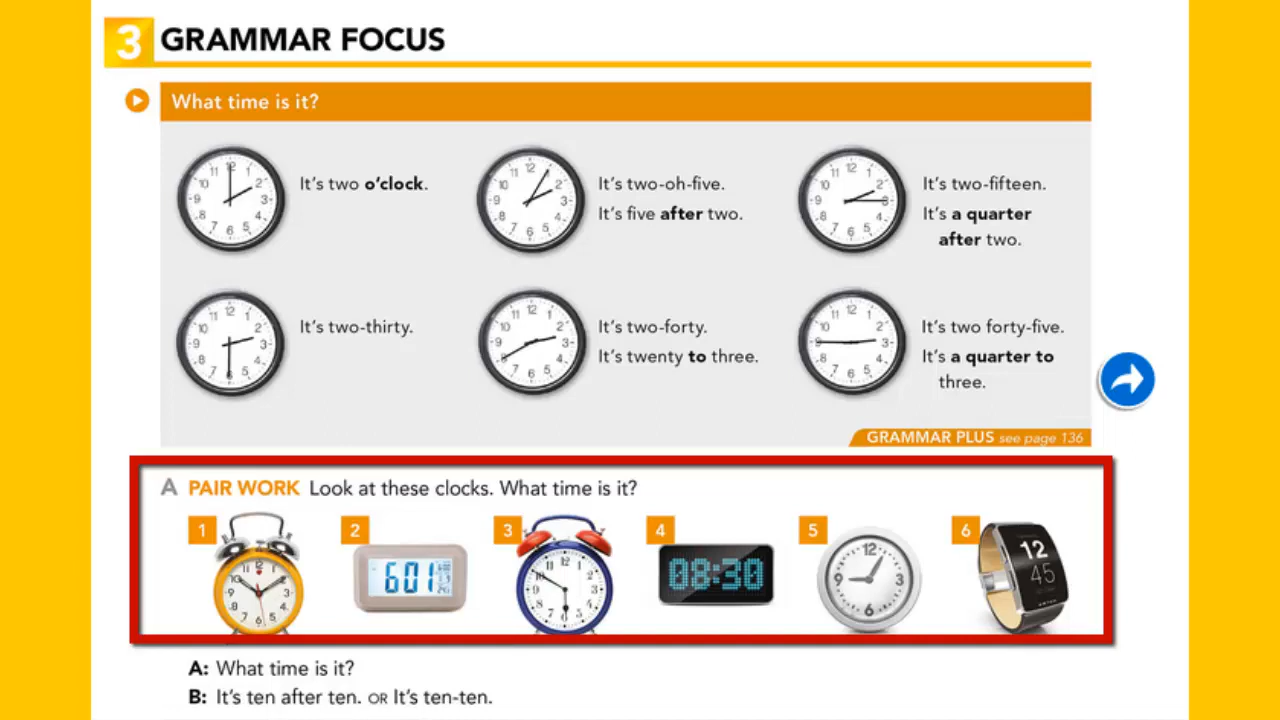 3 GRAMMAR FOCUS
What time is it?
It's two o'clock.
It's two-oh-five.
It's five after two.
It's two-fifteen.
It's a quarter
after two.
It's two-thirty.
It's two-forty.
It's twenty to three.
It's two forty-five.
It's a quarter to
three.
GRAMMAR PLUS see page 136
A PAIR WORK Look at these clocks. What time is it?
1 2 3 4 5 6
601
08:30
12
45
A: What time is it?
B: It's ten after ten. OR It's ten-ten.